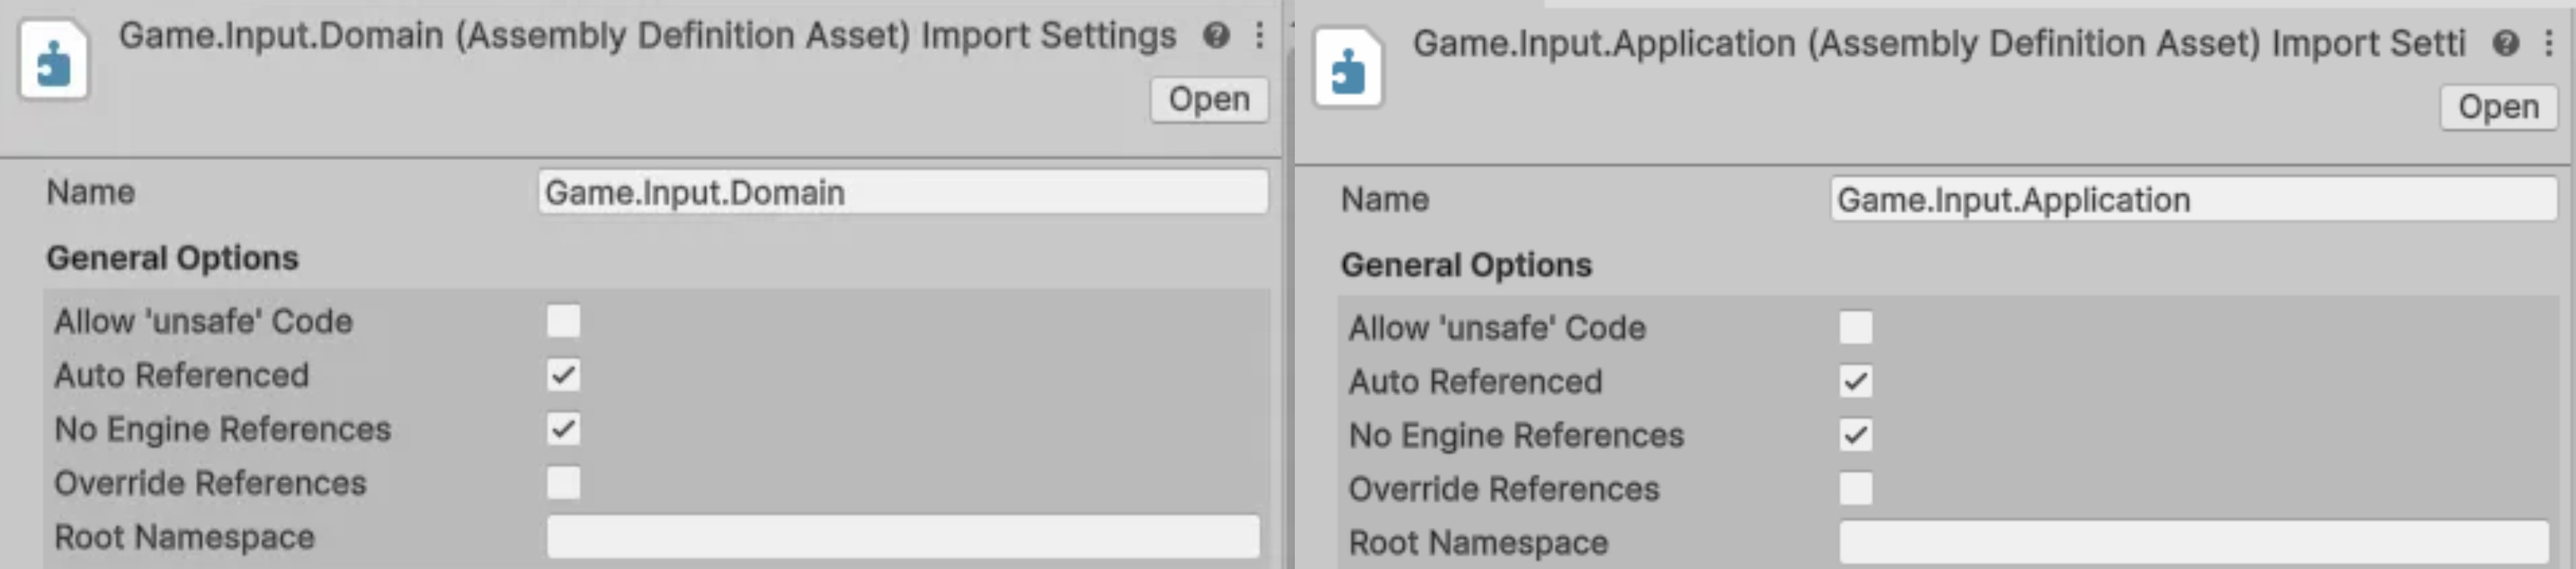 Game.Input.Domain (Assembly Definition Asset) Import Settings
Open
Name
Game.Input.Domain
General Options
Allow 'unsafe' Code
Auto Referenced
No Engine References
Override References
Root Namespace
Game.Input.Application (Assembly Definition Asset) Import Setti
Open
Name
Game.Input.Application
General Options
Allow 'unsafe' Code
Auto Referenced
No Engine References
Override References
Root Namespace